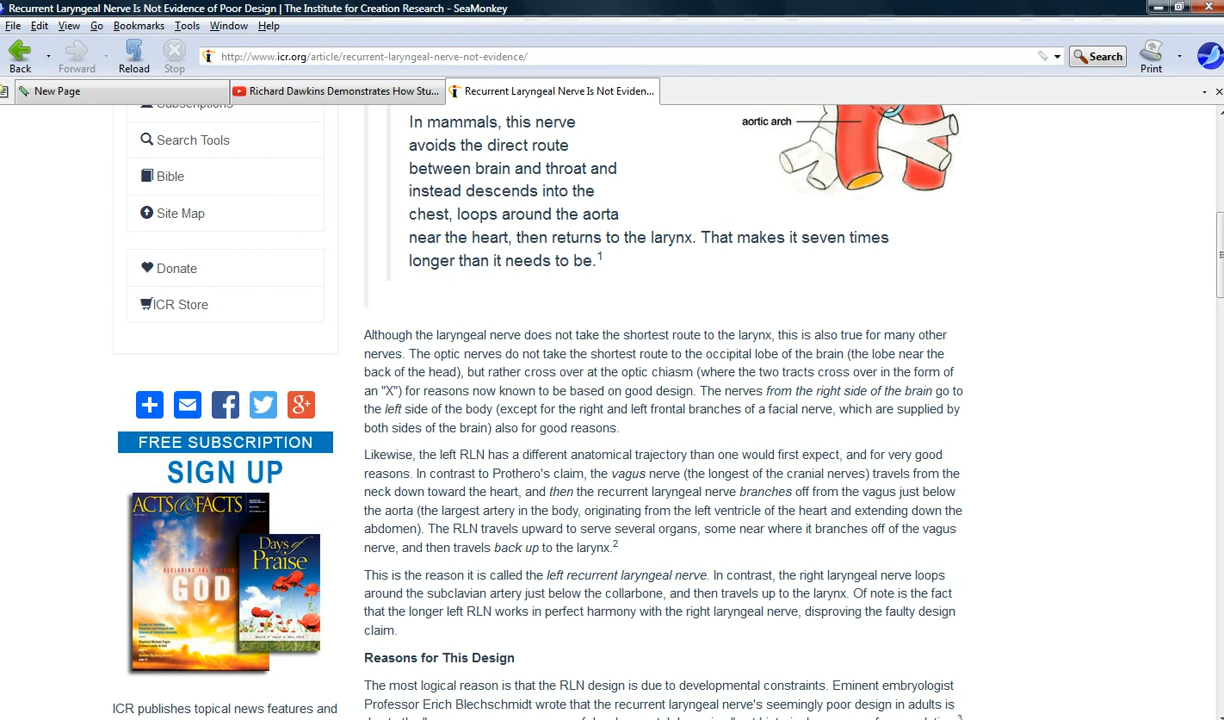 Recurrent Laryngeal Nerve Is Not Evidence of Poor Design | The Institute for Creation Research - SeaMonkey
File Edit View Go Bookmarks Tools Window Help
Back Forward Reload Stop http://www.icr.org/article/recurrent-laryngeal-nerve-not-evidence/ Search Print
New Page Richard Dawkins Demonstrates How Stu... Recurrent Laryngeal Nerve Is Not Eviden...
Subscriptions
Search Tools
Bible
Site Map
Donate
ICR Store
FREE SUBSCRIPTION
SIGN UP
ACTS & FACTS
GOD
Days of
Praise
ICR publishes topical news features and
aortic arch
In mammals, this nerve
avoids the direct route
between brain and throat and
instead descends into the
chest, loops around the aorta
near the heart, then returns to the larynx. That makes it seven times
longer than it needs to be.1
Although the laryngeal nerve does not take the shortest route to the larynx, this is also true for many other
nerves. The optic nerves do not take the shortest route to the occipital lobe of the brain (the lobe near the
back of the head), but rather cross over at the optic chiasm (where the two tracts cross over in the form of
an "X") for reasons now known to be based on good design. The nerves from the right side of the brain go to
the left side of the body (except for the right and left frontal branches of a facial nerve, which are supplied by
both sides of the brain) also for good reasons.
Likewise, the left RLN has a different anatomical trajectory than one would first expect, and for very good
reasons. In contrast to Prothero's claim, the vagus nerve (the longest of the cranial nerves) travels from the
neck down toward the heart, and then the recurrent laryngeal nerve branches off from the vagus just below
the aorta (the largest artery in the body, originating from the left ventricle of the heart and extending down the
abdomen). The RLN travels upward to serve several organs, some near where it branches off of the vagus
nerve, and then travels back up to the larynx.2
This is the reason it is called the left recurrent laryngeal nerve. In contrast, the right laryngeal nerve loops
around the subclavian artery just below the collarbone, and then travels up to the larynx. Of note is the fact
that the longer left RLN works in perfect harmony with the right laryngeal nerve, disproving the faulty design
claim.
Reasons for This Design
The most logical reason is that the RLN design is due to developmental constraints. Eminent embryologist
Professor Erich Blechschmidt wrote that the recurrent laryngeal nerve's seemingly poor design in adults is